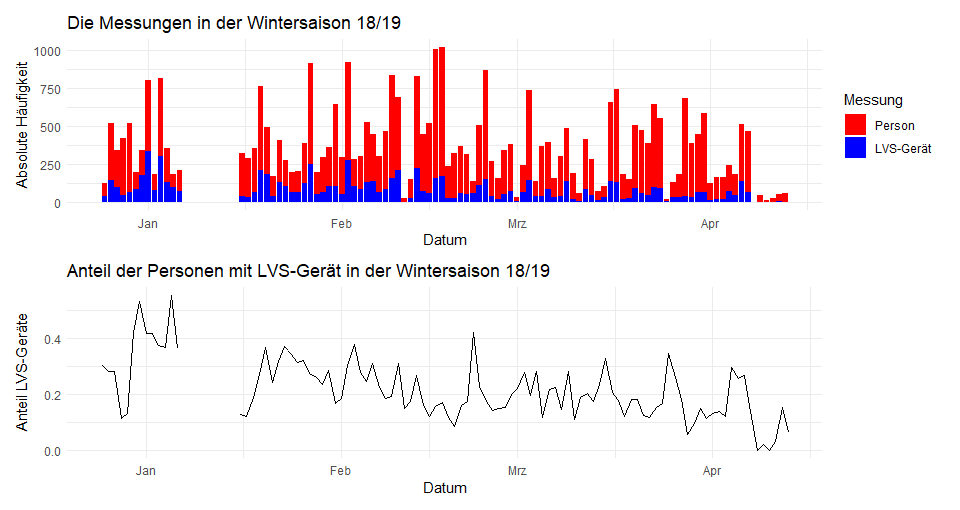 Die Messungen in der Wintersaison 18/19
Absolute Häufigkeit
1000
750
500
250
0
Jan Feb Mrz Apr
Datum
Messung
Person
LVS-Gerät
Anteil der Personen mit LVS-Gerät in der Wintersaison 18/19
Anteil LVS-Geräte
0.4
0.2
0.0
Jan Feb Mrz Apr
Datum